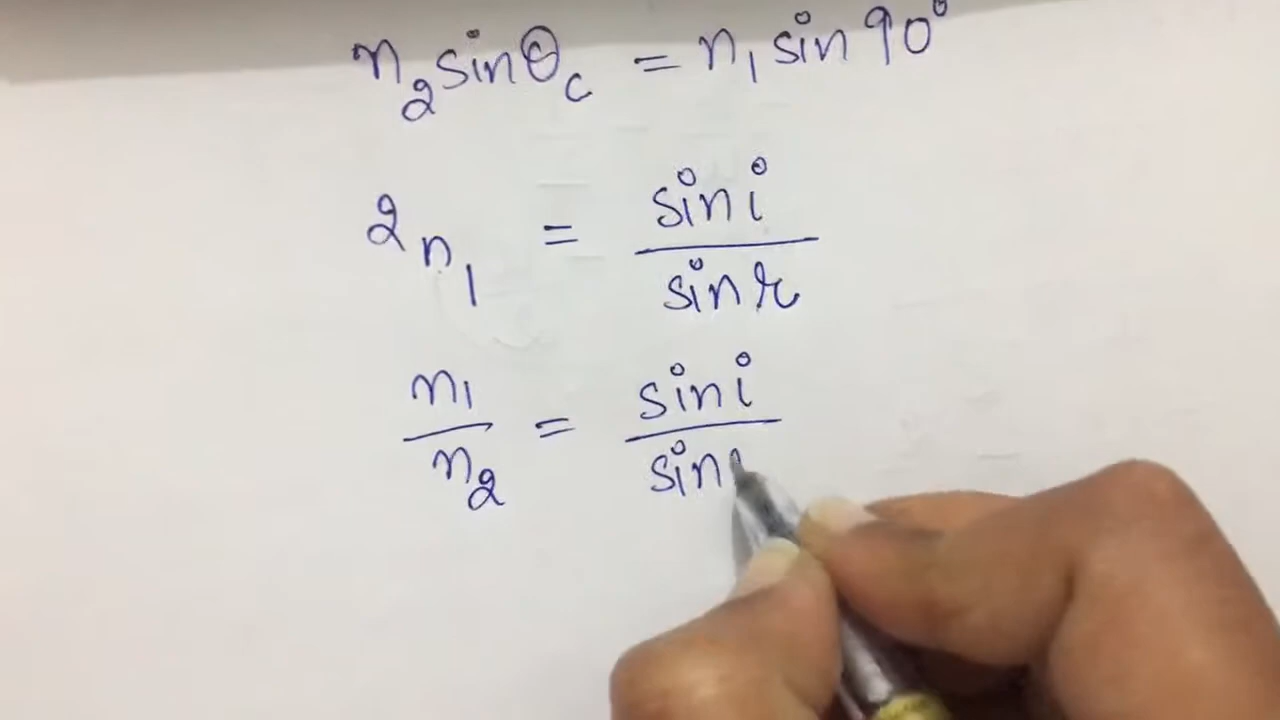 n₂ sinθc = n₁ sin 90°
2n₁ = sin i / sin r
n₁ / n₂ = sin i / sin